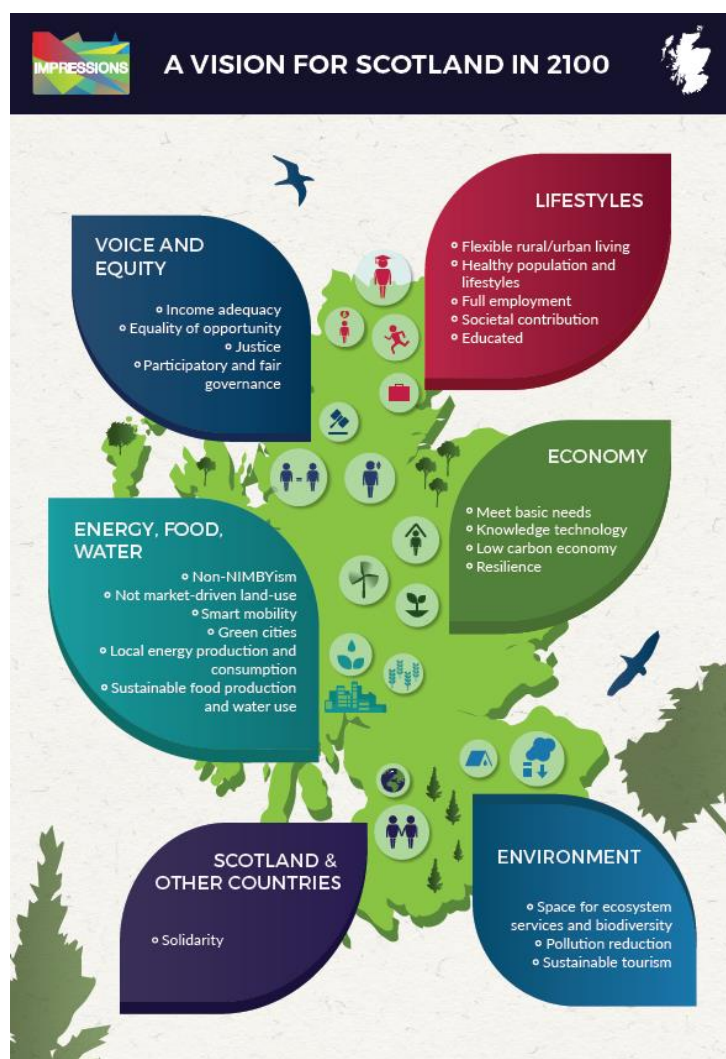 IMPRESSIONS
A VISION FOR SCOTLAND IN 2100
VOICE AND
EQUITY
Income adequacy
Equality of opportunity
Justice
Participatory and fair
governance
LIFESTYLES
Flexible rural/urban living
Healthy population and
lifestyles
Full employment
Societal contribution
Educated
ENERGY, FOOD,
WATER
Non-NIMBYism
Not market-driven land-use
Smart mobility
Green cities
Local energy production and
consumption
Sustainable food production
and water use
ECONOMY
Meet basic needs
Knowledge technology
Low carbon economy
Resilience
SCOTLAND &
OTHER COUNTRIES
Solidarity
ENVIRONMENT
Space for ecosystem
services and biodiversity
Pollution reduction
Sustainable tourism